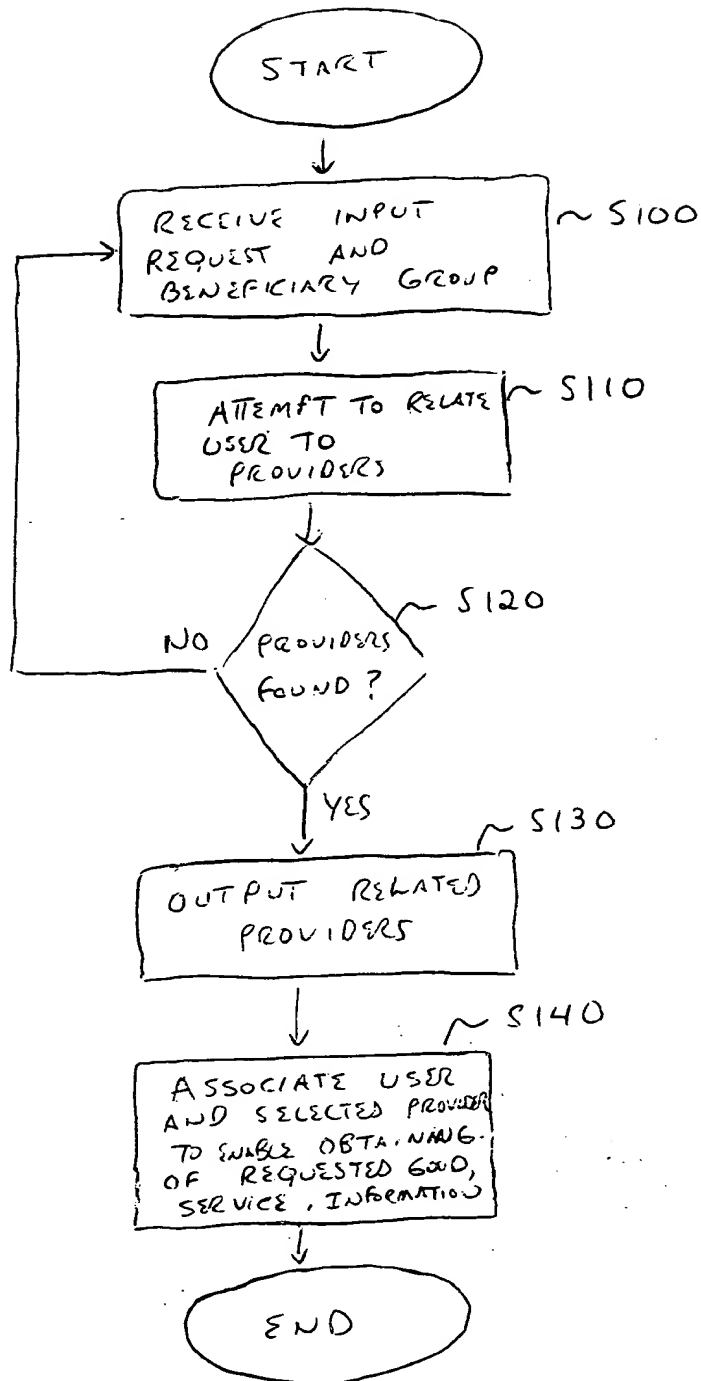 START
RECEIVE INPUT
REQUEST AND
BENEFICIARY GROUP
S100
ATTEMPT TO RELATE
USER TO
PROVIDERS
S110
PROVIDERS
FOUND?
S120
NO
YES
OUTPUT RELATED
PROVIDERS
S130
ASSOCIATE USER
AND SELECTED PROVIDER
TO ENABLE OBTAINING
OF REQUESTED GOOD,
SERVICE, INFORMATION
S140
END